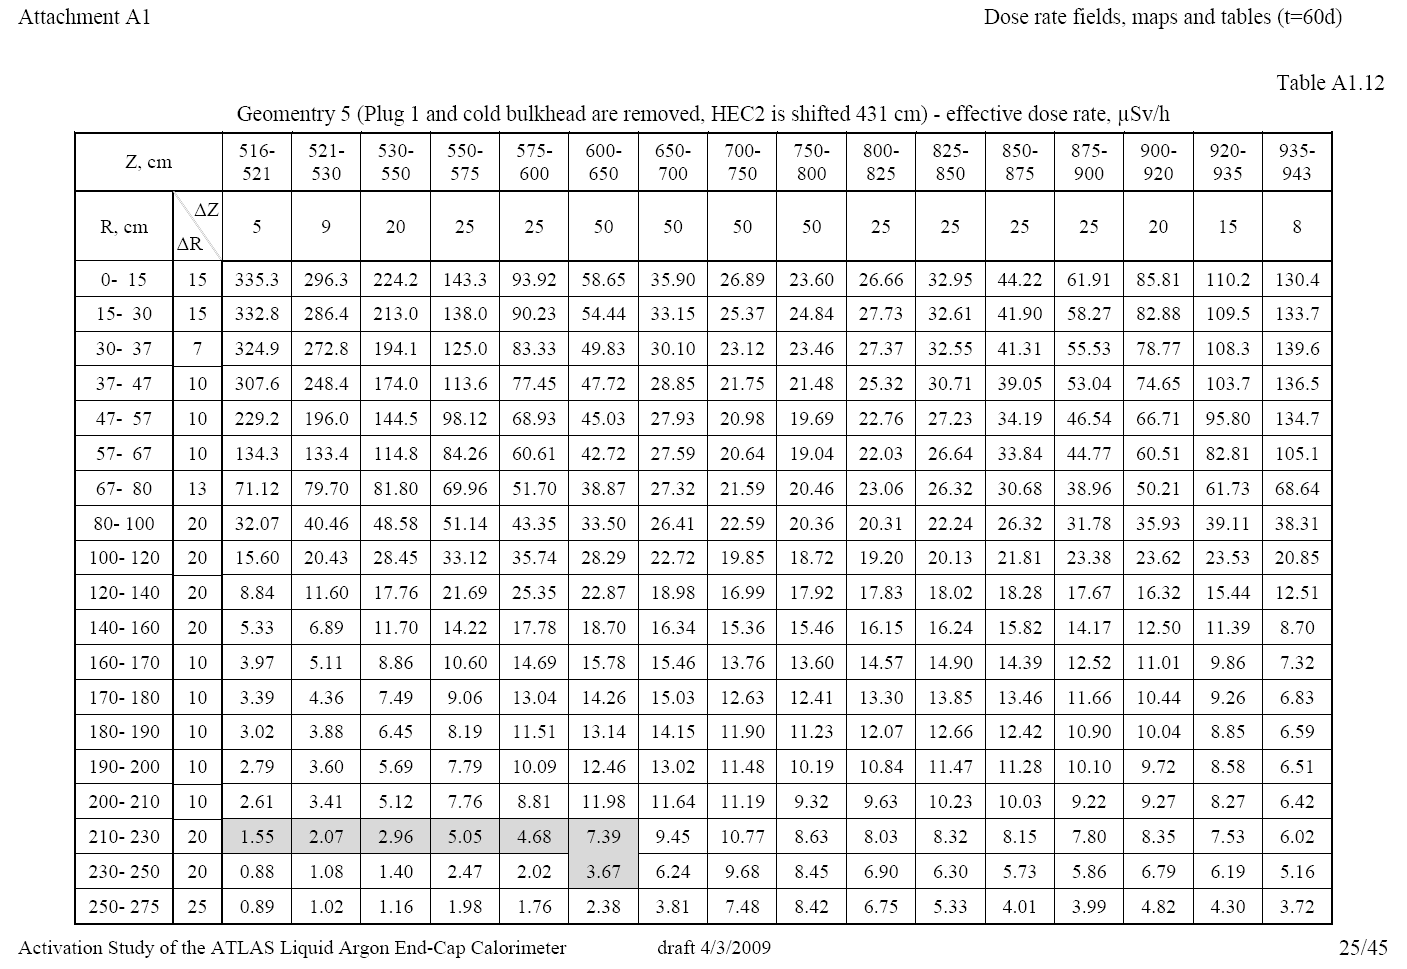 Attachment A1 Dose rate fields, maps and tables (t=60d)
Table A1.12
Geomentry 5 (Plug 1 and cold bulkhead are removed, HEC2 is shifted 431 cm) - effective dose rate, µSv/h
Z, cm 516-521 521-530 530-550 550-575 575-600 600-650 650-700 700-750 750-800 800-825 825-850 850-875 875-900 900-920 920-935 935-943
R, cm ΔZ ΔR 5 9 20 25 25 50 50 50 50 25 25 25 25 20 15 8
0- 15 15 335.3 296.3 224.2 143.3 93.92 58.65 35.90 26.89 23.60 26.66 32.95 44.22 61.91 85.81 110.2 130.4
15- 30 15 332.8 286.4 213.0 138.0 90.23 54.44 33.15 25.37 24.84 27.73 32.61 41.90 58.27 82.88 109.5 133.7
30- 37 7 324.9 272.8 194.1 125.0 83.33 49.83 30.10 23.12 23.46 27.37 32.55 41.31 55.53 78.77 108.3 139.6
37- 47 10 307.6 248.4 174.0 113.6 77.45 47.72 28.85 21.75 21.48 25.32 30.71 39.05 53.04 74.65 103.7 136.5
47- 57 10 229.2 196.0 144.5 98.12 68.93 45.03 27.93 20.98 19.69 22.76 27.23 34.19 46.54 66.71 95.80 134.7
57- 67 10 134.3 133.4 114.8 84.26 60.61 42.72 27.59 20.64 19.04 22.03 26.64 33.84 44.77 60.51 82.81 105.1
67- 80 13 71.12 79.70 81.80 69.96 51.70 38.87 27.32 21.59 20.46 23.06 26.32 30.68 38.96 50.21 61.73 68.64
80- 100 20 32.07 40.46 48.58 51.14 43.35 33.50 26.41 22.59 20.36 20.31 22.24 26.32 31.78 35.93 39.11 38.31
100- 120 20 15.60 20.43 28.45 33.12 35.74 28.29 22.72 19.85 18.72 19.20 20.13 21.81 23.38 23.62 23.53 20.85
120- 140 20 8.84 11.60 17.76 21.69 25.35 22.87 18.98 16.99 17.92 17.83 18.02 18.28 17.67 16.32 15.44 12.51
140- 160 20 5.33 6.89 11.70 14.22 17.78 18.70 16.34 15.36 15.46 16.15 16.24 15.82 14.17 12.50 11.39 8.70
160- 170 10 3.97 5.11 8.86 10.60 14.69 15.78 15.46 13.76 13.60 14.57 14.90 14.39 12.52 11.01 9.86 7.32
170- 180 10 3.39 4.36 7.49 9.06 13.04 14.26 15.03 12.63 12.41 13.30 13.85 13.46 11.66 10.44 9.26 6.83
180- 190 10 3.02 3.88 6.45 8.19 11.51 13.14 14.15 11.90 11.23 12.07 12.66 12.42 10.90 10.04 8.85 6.59
190- 200 10 2.79 3.60 5.69 7.79 10.09 12.46 13.02 11.48 10.19 10.84 11.47 11.28 10.10 9.72 8.58 6.51
200- 210 10 2.61 3.41 5.12 7.76 8.81 11.98 11.64 11.19 9.32 9.63 10.23 10.03 9.22 9.27 8.27 6.42
210- 230 20 1.55 2.07 2.96 5.05 4.68 7.39 9.45 10.77 8.63 8.03 8.32 8.15 7.80 8.35 7.53 6.02
230- 250 20 0.88 1.08 1.40 2.47 2.02 3.67 6.24 9.68 8.45 6.90 6.30 5.73 5.86 6.79 6.19 5.16
250- 275 25 0.89 1.02 1.16 1.98 1.76 2.38 3.81 7.48 8.42 6.75 5.33 4.01 3.99 4.82 4.30 3.72
Activation Study of the ATLAS Liquid Argon End-Cap Calorimeter draft 4/3/2009 25/45